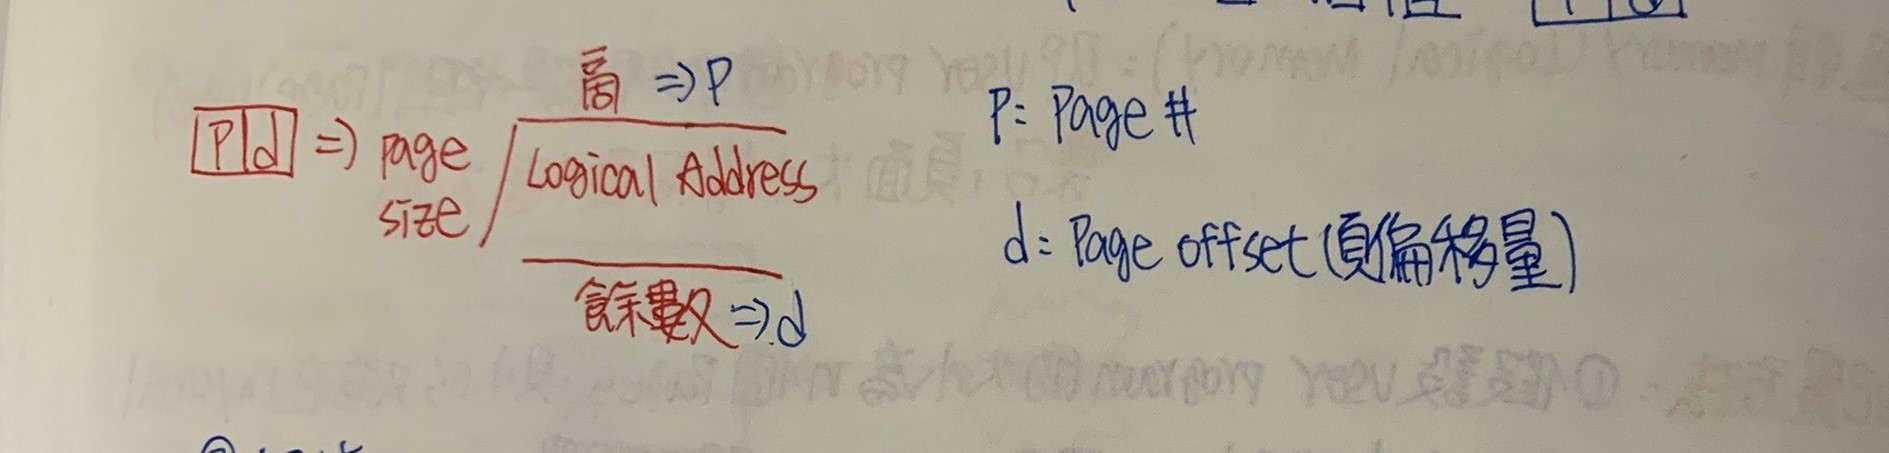 商 ⇒ P
P|d ⇒ page size / Logical Address
餘數 ⇒ d
P: Page #
d: Page offset (頁偏移量)